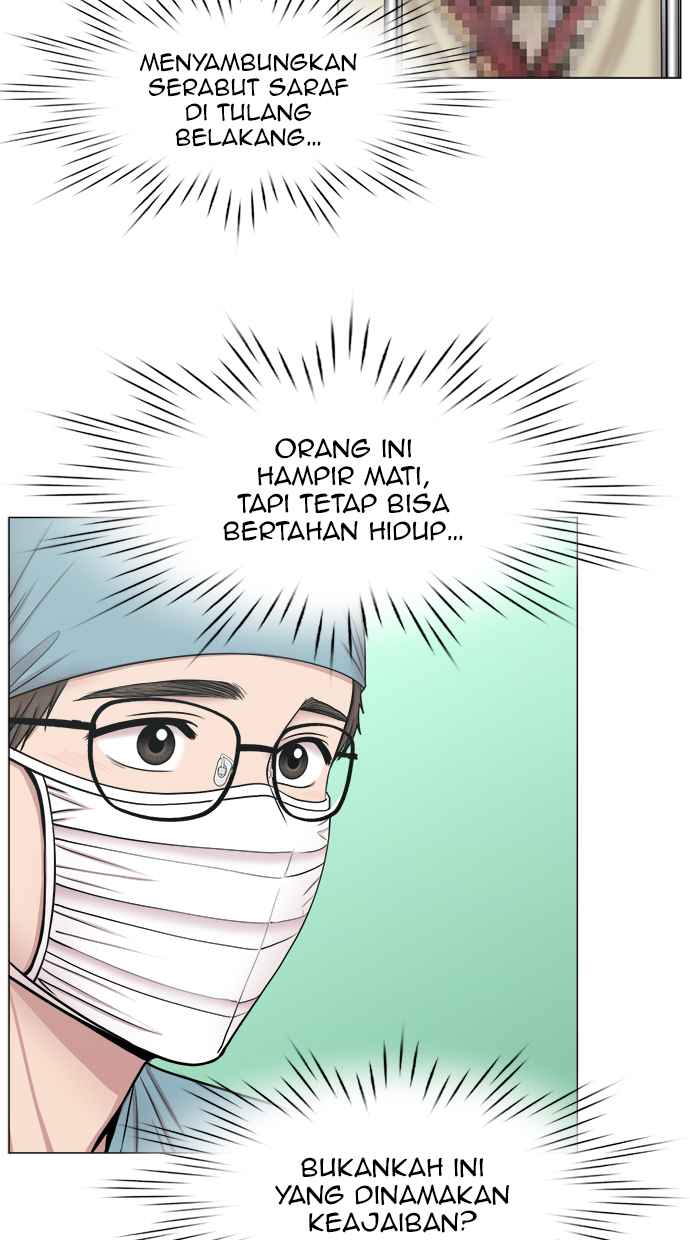 MENYAMBUNGKAN
SERABUT SARAF
DI TULANG
BELAKANG...
ORANG INI
HAMPIR MATI,
TAPI TETAP BISA
BERTAHAN HIDUP...
BUKANKAH INI
YANG DINAMAKAN
KEAJAIBAN?